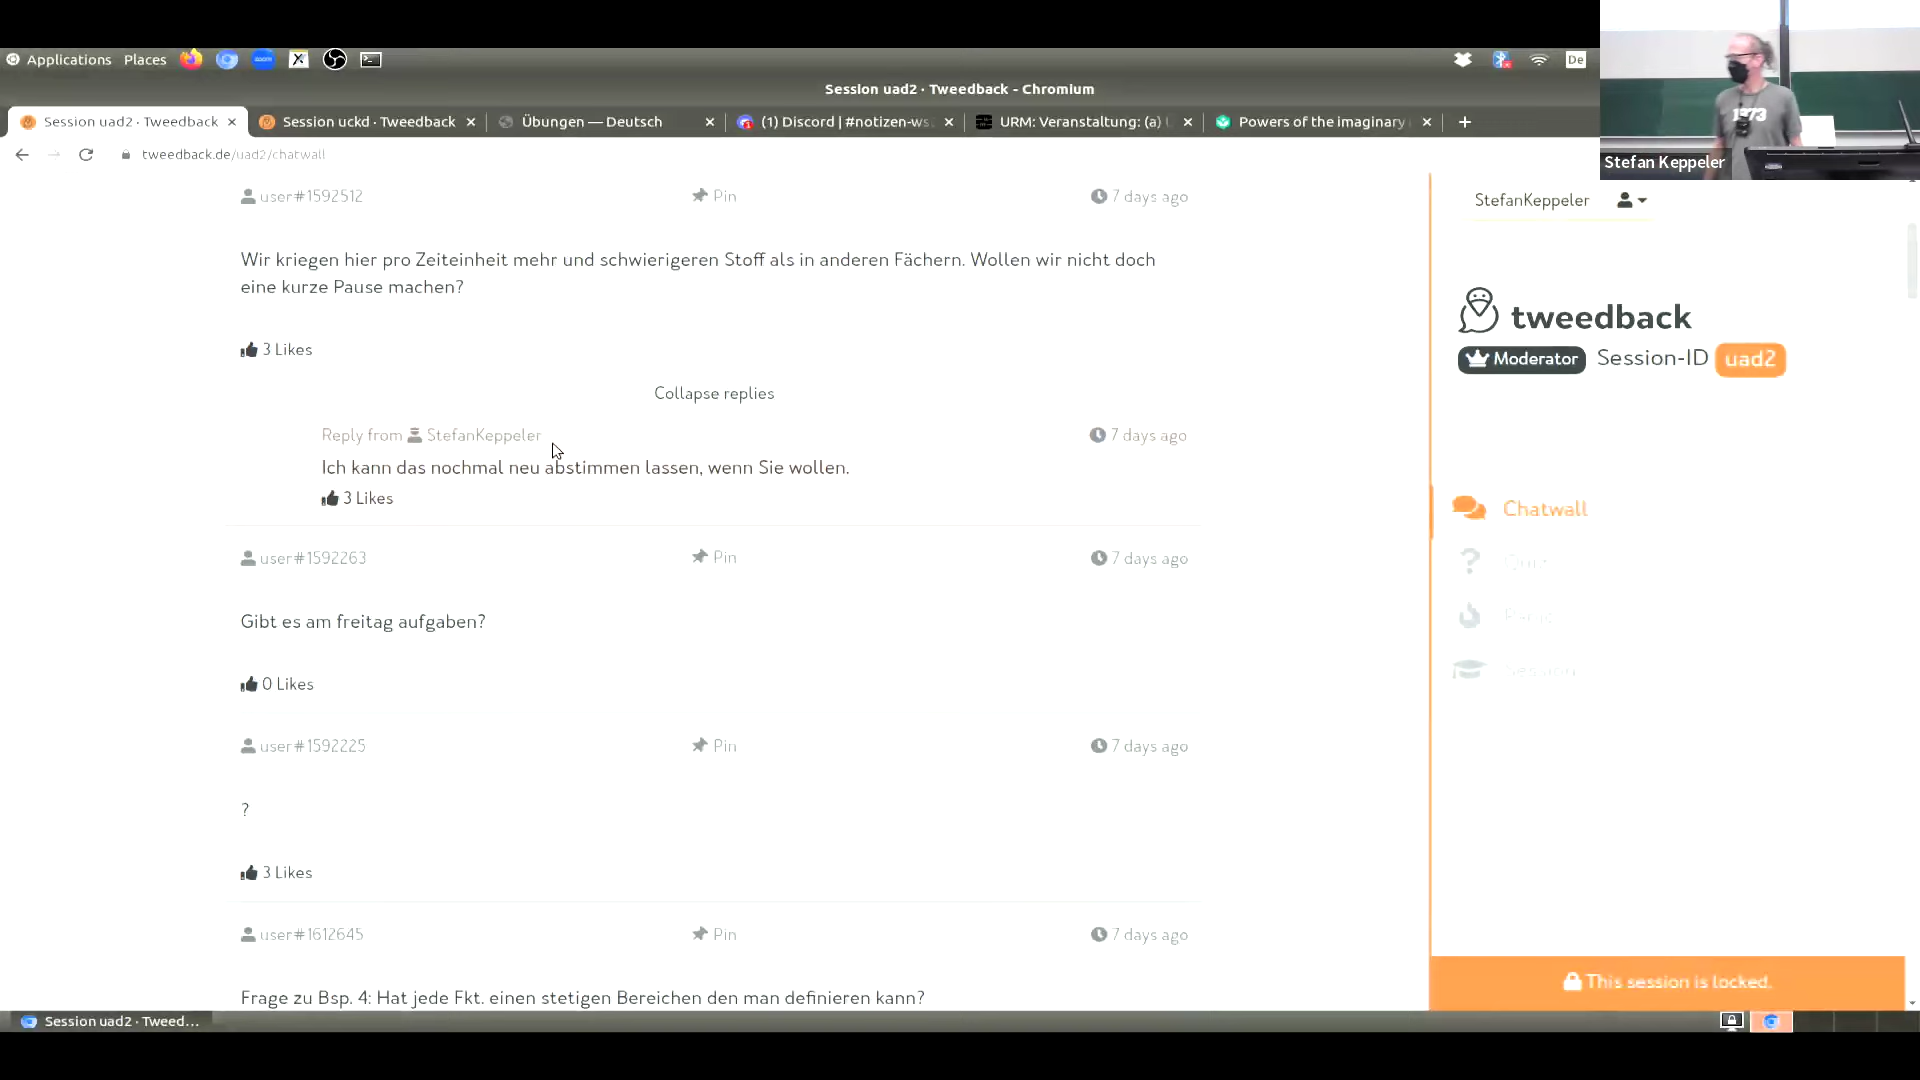 Applications Places zoom De
Session uad2 · Tweedback - Chromium
Session uad2 · Tweedback
Session uckd · Tweedback
Übungen — Deutsch
(1) Discord | #notizen-ws
URM: Veranstaltung: (a)
Powers of the imaginary
tweedback.de/uad2/chatwall
1973
Stefan Keppeler
user#1592512 Pin 7 days ago
Wir kriegen hier pro Zeiteinheit mehr und schwierigeren Stoff als in anderen Fächern. Wollen wir nicht doch
eine kurze Pause machen?
3 Likes
Collapse replies
Reply from StefanKeppeler 7 days ago
Ich kann das nochmal neu abstimmen lassen, wenn Sie wollen.
3 Likes
user#1592263 Pin 7 days ago
Gibt es am freitag aufgaben?
0 Likes
user#1592225 Pin 7 days ago
?
3 Likes
user#1612645 Pin 7 days ago
Frage zu Bsp. 4: Hat jede Fkt. einen stetigen Bereichen den man definieren kann?
StefanKeppeler
tweedback
Moderator Session-ID uad2
Chatwall
Quiz
Panic
Session
This session is locked.
Session uad2 · Tweed...